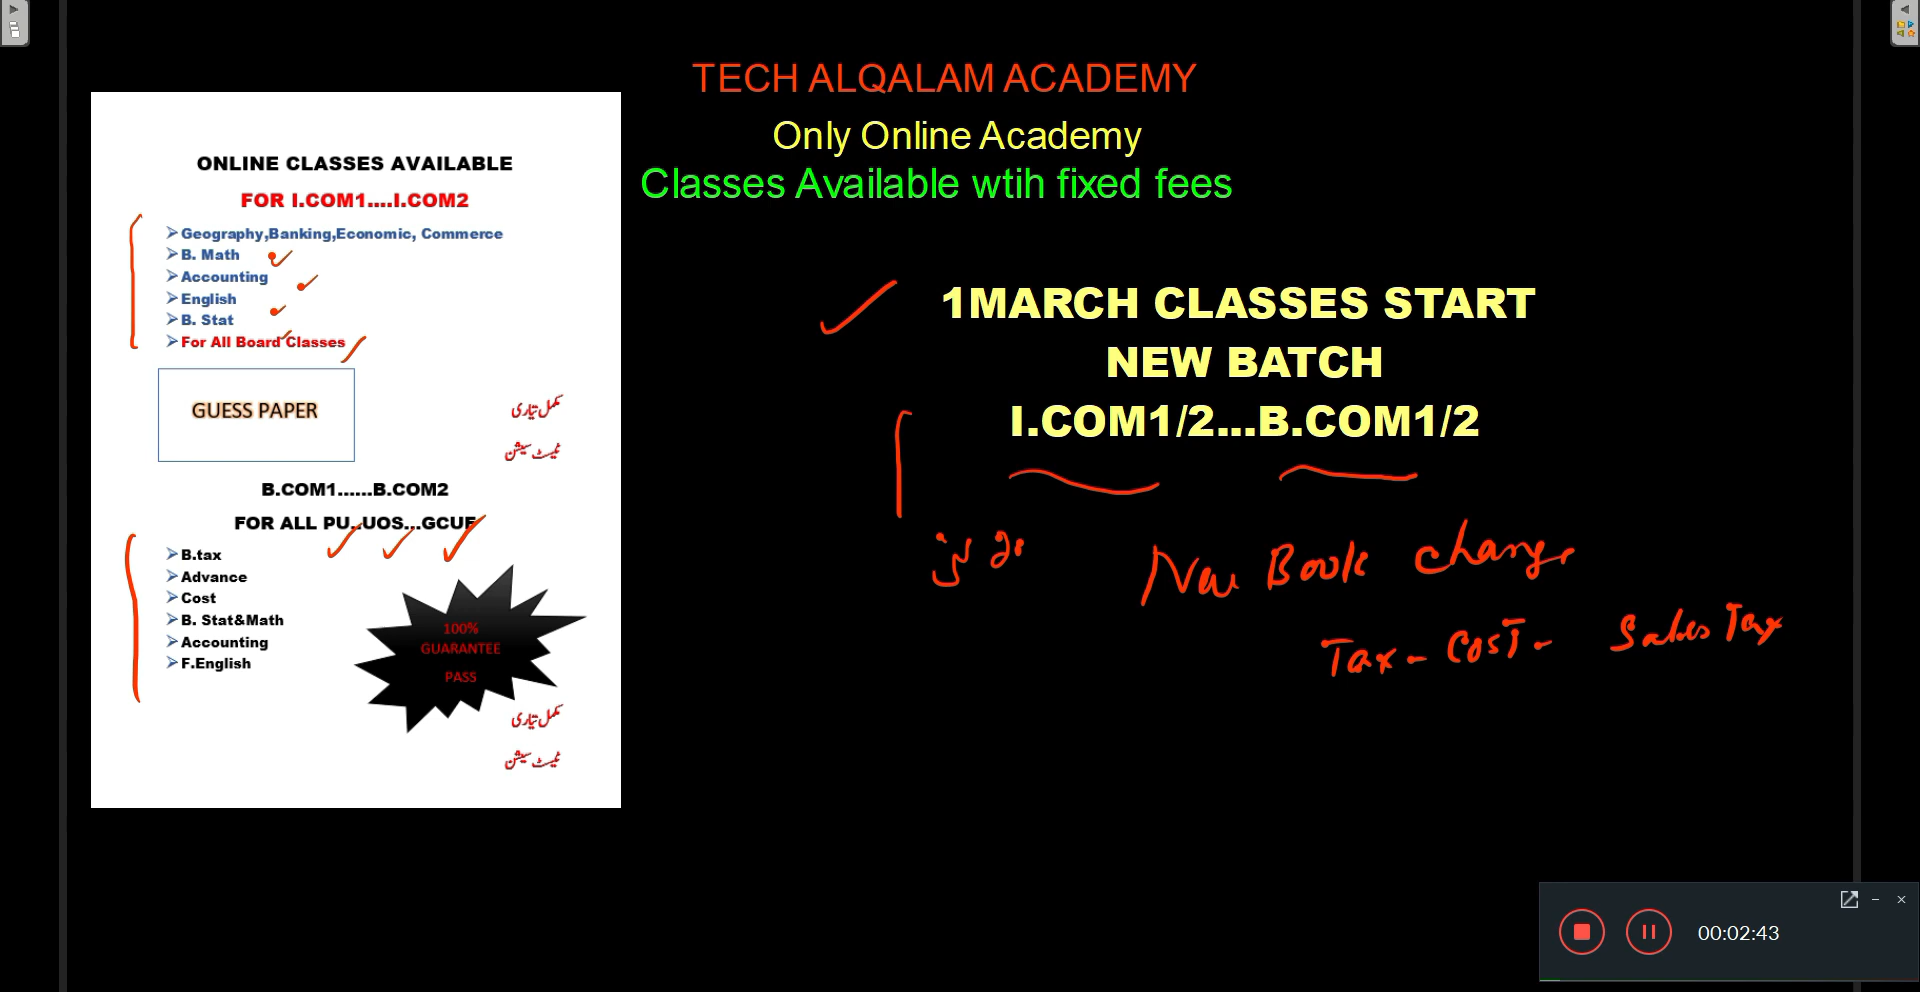 TECH ALQALAM ACADEMY
Only Online Academy
Classes Available wtih fixed fees
ONLINE CLASSES AVAILABLE
FOR I.COM1....I.COM2
Geography,Banking,Economic, Commerce
B. Math
Accounting
English
B. Stat
For All Board Classes
GUESS PAPER
مکمل تیاری
ٹیسٹ سیشن
B.COM1......B.COM2
FOR ALL PU..UOS...GCUF
B.tax
Advance
Cost
B. Stat&Math
Accounting
F.English
100%
GUARANTEE
PASS
مکمل تیاری
ٹیسٹ سیشن
1MARCH CLASSES START
NEW BATCH
I.COM1/2...B.COM1/2
New Book change
Tax - Cost - Sales Tax
00:02:43